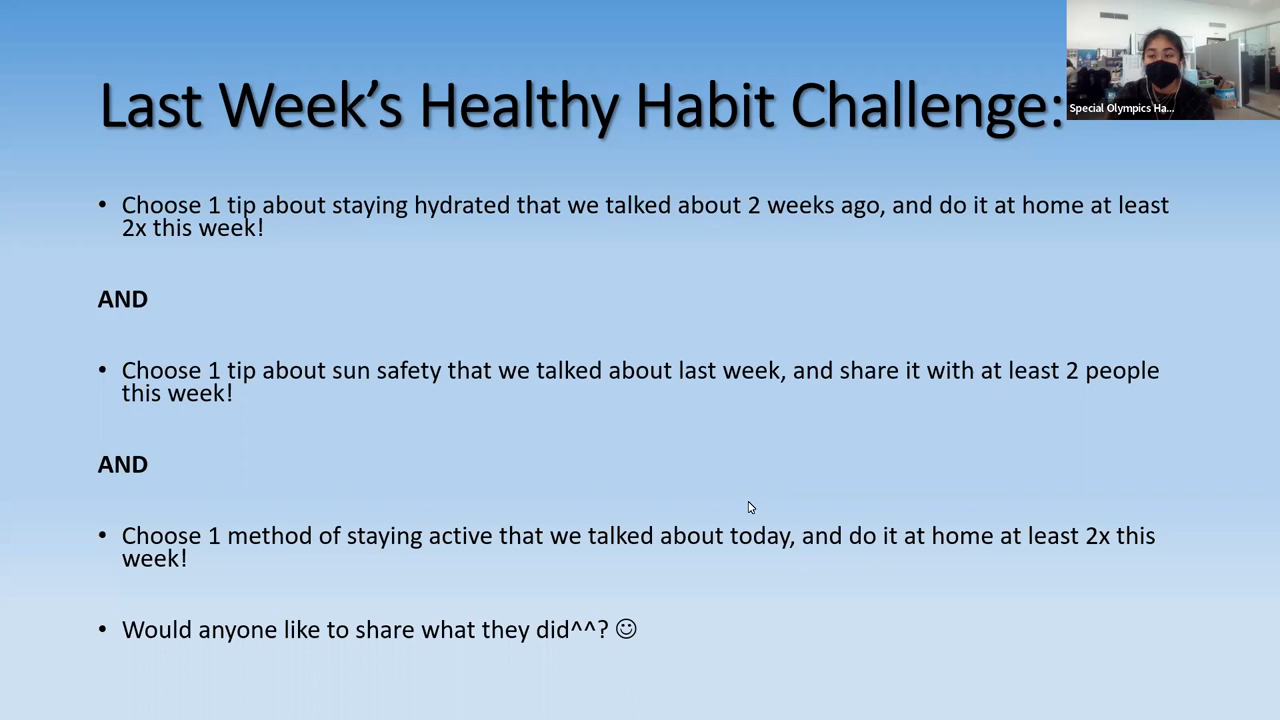 Last Week's Healthy Habit Challenge:
Special Olympics Ha...
• Choose 1 tip about staying hydrated that we talked about 2 weeks ago, and do it at home at least
2x this week!
AND
• Choose 1 tip about sun safety that we talked about last week, and share it with at least 2 people
this week!
AND
• Choose 1 method of staying active that we talked about today, and do it at home at least 2x this
week!
• Would anyone like to share what they did^^? ☺